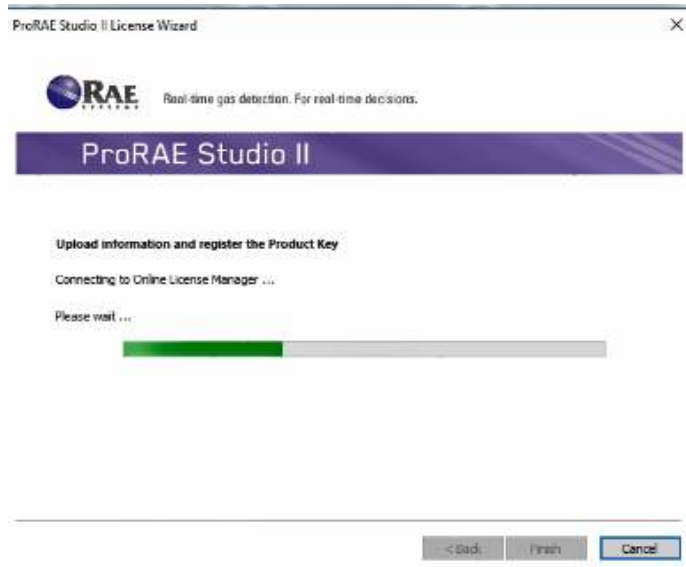 ProRAE Studio II License Wizard
RAE
SYSTEMS
Real-time gas detection. For real-time decisions.
ProRAE Studio II
Upload information and register the Product Key
Connecting to Online License Manager ...
Please wait ...
< Back Finish Cancel